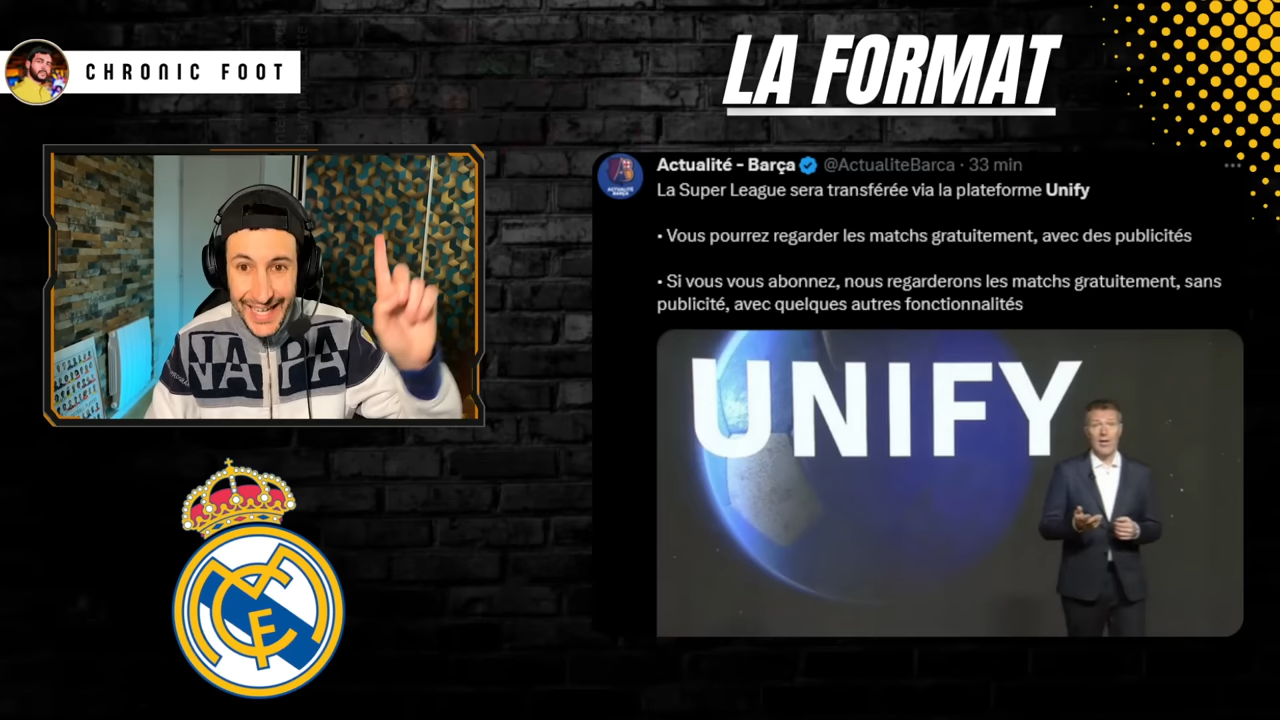 CHRONIC FOOT
LA FORMAT
Actualité - Barça @ActualiteBarca · 33 min
La Super League sera transférée via la plateforme Unify
• Vous pourrez regarder les matchs gratuitement, avec des publicités
• Si vous vous abonnez, nous regarderons les matchs gratuitement, sans
publicité, avec quelques autres fonctionnalités
NAPA
UNIFY